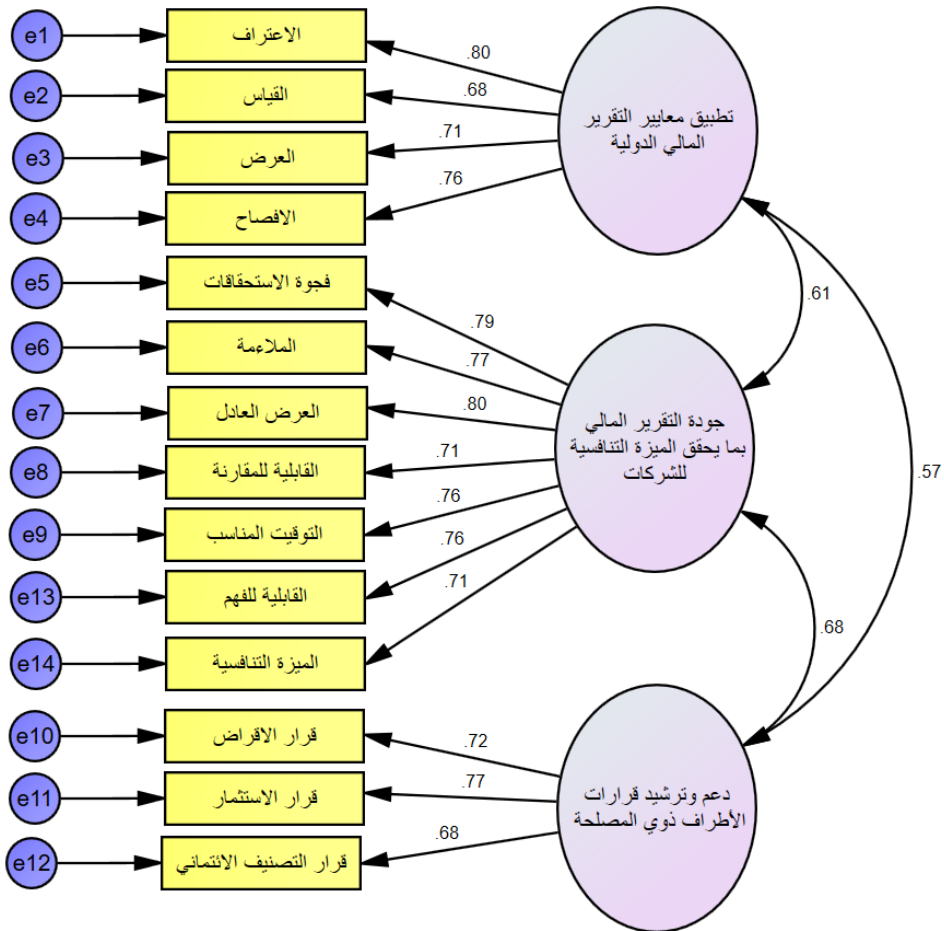 e1
الاعتراف
.80
e2
القياس
.68
تطبيق معايير التقرير
المالي الدولية
e3
العرض
.71
e4
الافصاح
.76
e5
فجوة الاستحقاقات
.79
.61
e6
الملاءمة
.77
e7
العرض العادل
.80
جودة التقرير المالي
بما يحقق الميزة التنافسية
للشركات
e8
القابلية للمقارنة
.71
.57
e9
التوقيت المناسب
.76
e13
القابلية للفهم
.76
e14
الميزة التنافسية
.71
.68
e10
قرار الاقراض
.72
e11
قرار الاستثمار
.77
دعم وترشيد قرارات
الأطراف ذوي المصلحة
e12
قرار التصنيف الائتماني
.68